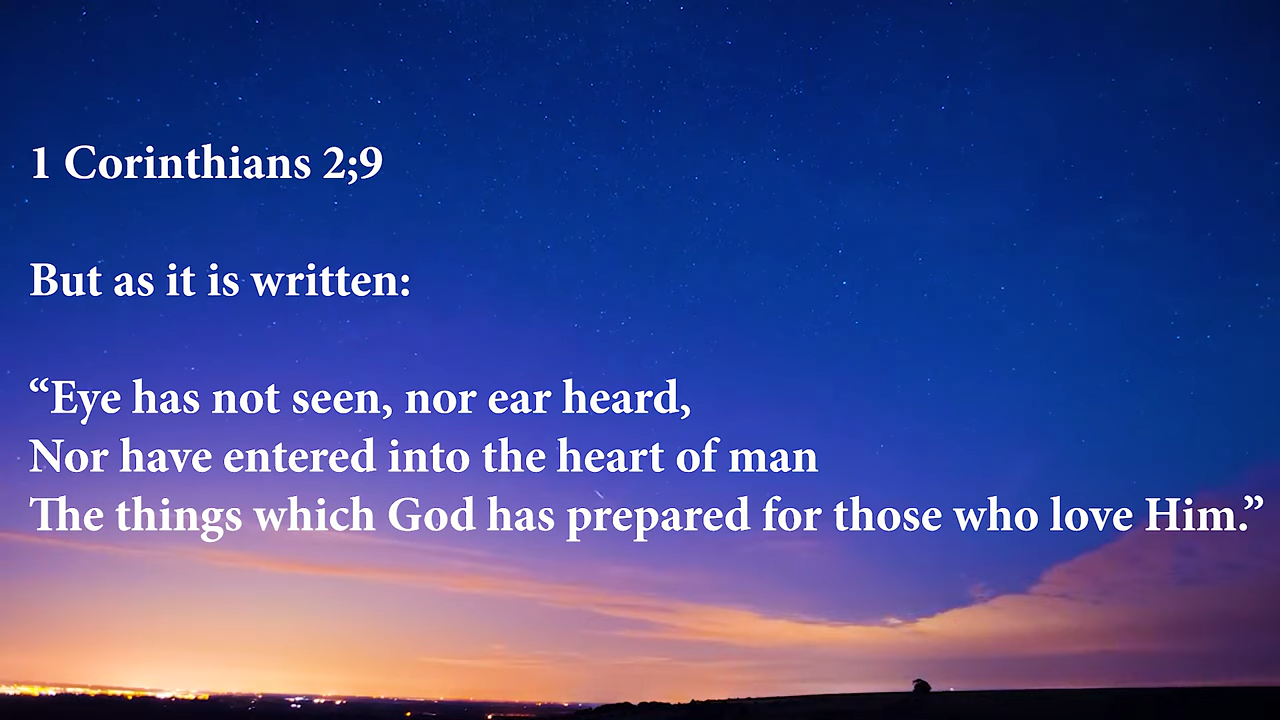 1 Corinthians 2;9
But as it is written:
“Eye has not seen, nor ear heard,
Nor have entered into the heart of man
The things which God has prepared for those who love Him.”